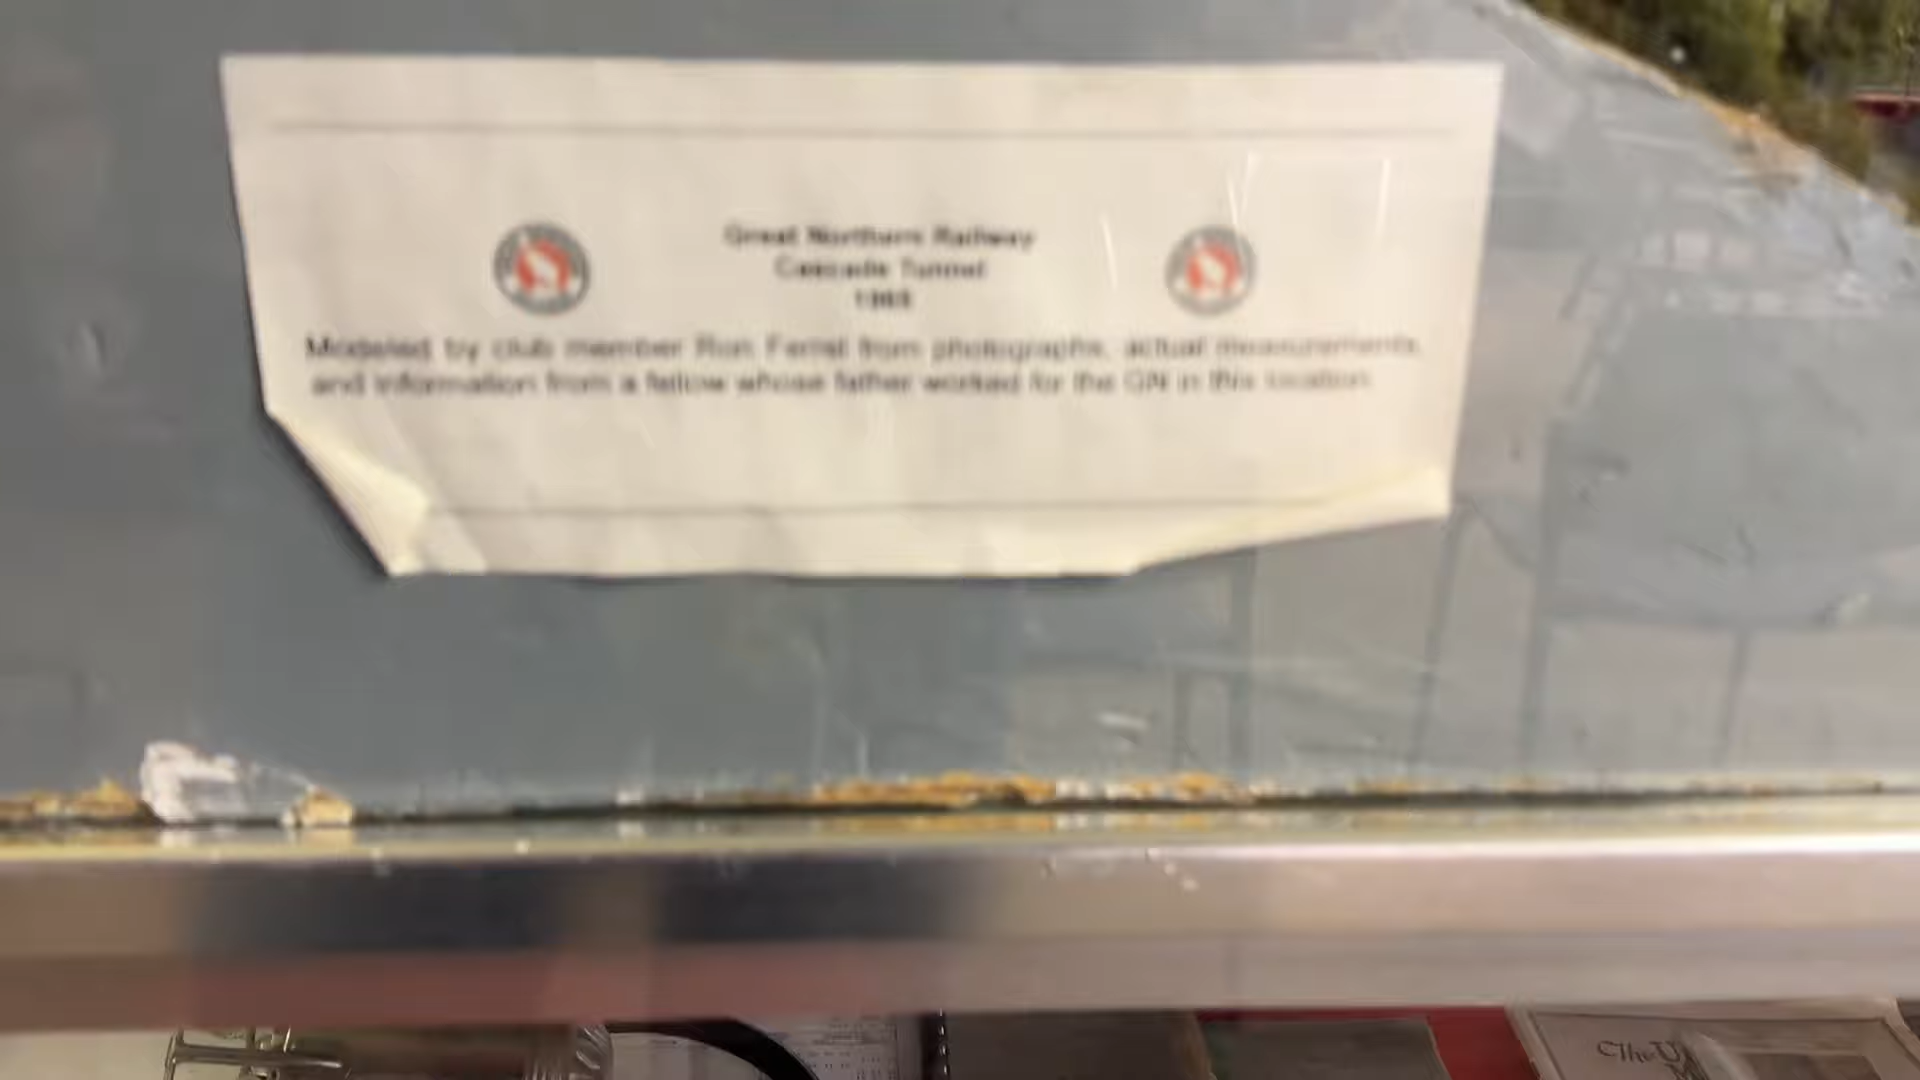 Great Northern Railway
Cascade Tunnel
Modeled by club member Ron from photographs, actual measurements,
and information from a fellow whose father worked for the GN in this location.
The U